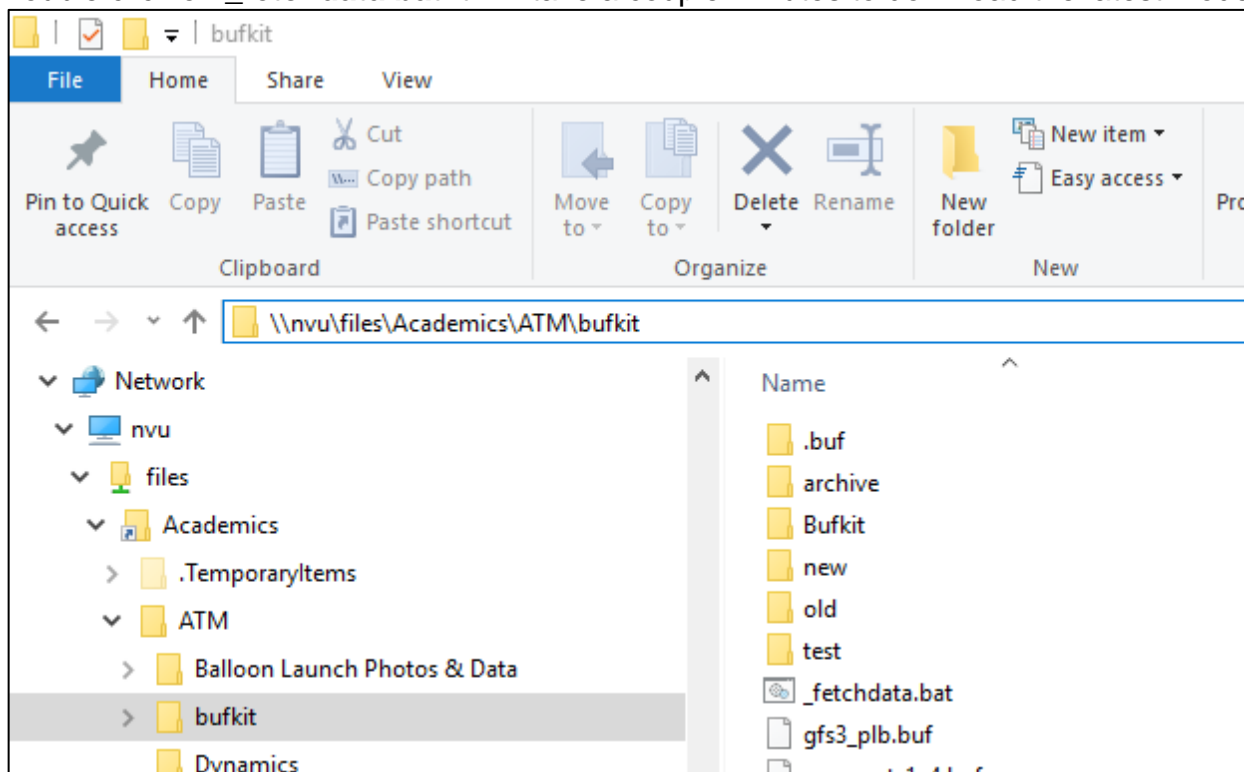 bufkit
File Home Share View
Pin to Quick access
Copy
Paste
Cut
Copy path
Paste shortcut
Move to
Copy to
Delete
Rename
New folder
New item
Easy access
Clipboard
Organize
New
\\nvu\files\Academics\ATM\bufkit
Network
nvu
files
Academics
.TemporaryItems
ATM
Balloon Launch Photos & Data
bufkit
Dynamics
Name
.buf
archive
Bufkit
new
old
test
_fetchdata.bat
gfs3_plb.buf